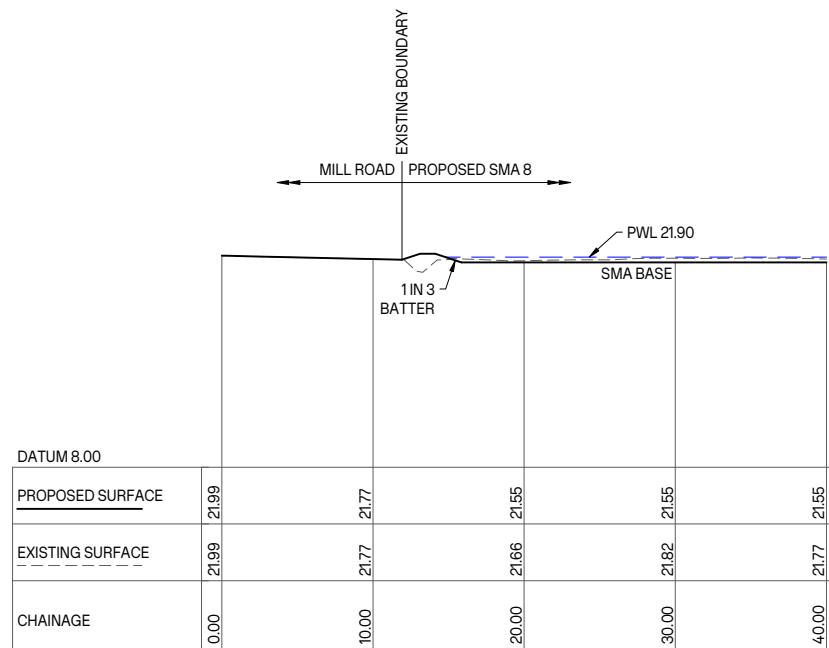 EXISTING BOUNDARY
MILL ROAD
PROPOSED SMA 8
PWL 21.90
SMA BASE
1 IN 3
BATTER
DATUM 8.00
PROPOSED SURFACE 21.99 21.77 21.55 21.55 21.55
EXISTING SURFACE 21.99 21.77 21.66 21.82 21.77
CHAINAGE 0.00 10.00 20.00 30.00 40.00